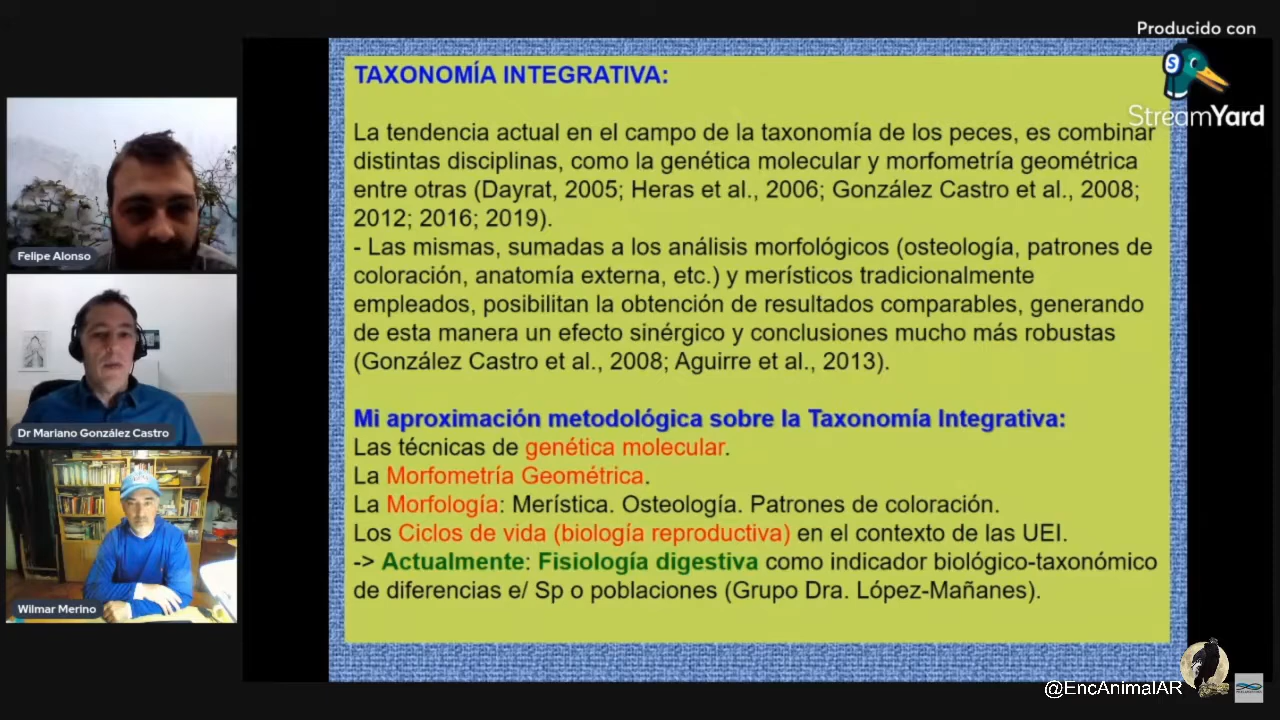 Producido con
StreamYard
TAXONOMÍA INTEGRATIVA:
La tendencia actual en el campo de la taxonomía de los peces, es combinar
distintas disciplinas, como la genética molecular y morfometría geométrica
entre otras (Dayrat, 2005; Heras et al., 2006; González Castro et al., 2008;
2012; 2016; 2019).
- Las mismas, sumadas a los análisis morfológicos (osteología, patrones de
coloración, anatomía externa, etc.) y merísticos tradicionalmente
empleados, posibilitan la obtención de resultados comparables, generando
de esta manera un efecto sinérgico y conclusiones mucho más robustas
(González Castro et al., 2008; Aguirre et al., 2013).
Mi aproximación metodológica sobre la Taxonomia Integrativa:
Las técnicas de genética molecular.
La Morfometría Geométrica.
La Morfología: Merística. Osteología. Patrones de coloración.
Los Ciclos de vida (biología reproductiva) en el contexto de las UEI.
-> Actualmente: Fisiología digestiva como indicador biológico-taxonómico
de diferencias e/ Sp o poblaciones (Grupo Dra. López-Mañanes).
Felipe Alonso
Dr Mariano González Castro
Wilmar Merino
@EncAnimalAR